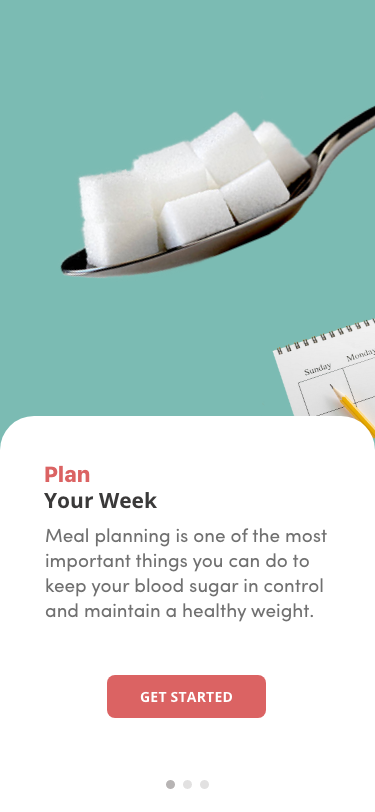 Sunday Monday
Plan
Your Week
Meal planning is one of the most
important things you can do to
keep your blood sugar in control
and maintain a healthy weight.
GET STARTED